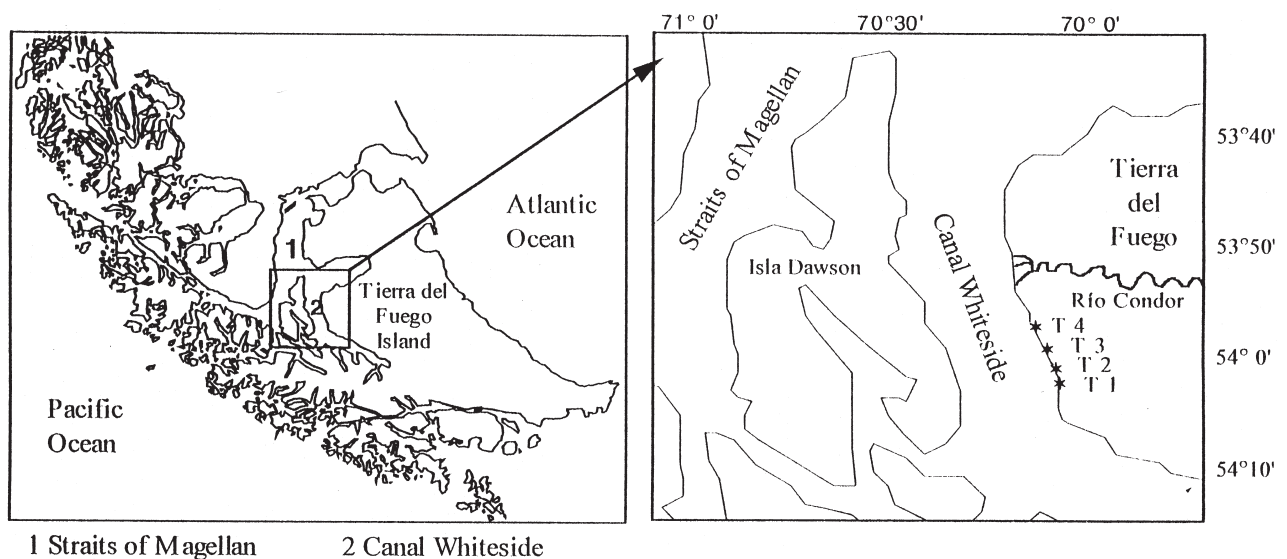 71° 0'
70°30'
70° 0'
Straits of Magellan
53°40'
Tierra
del
Fuego
Atlantic
Ocean
1
Canal Whiteside
53°50'
Isla Dawson
2
Tierra del
Fuego
Island
Río Condor
T 4
T 3
T 2
T 1
54° 0'
Pacific
Ocean
54°10'
1 Straits of Magellan
2 Canal Whiteside